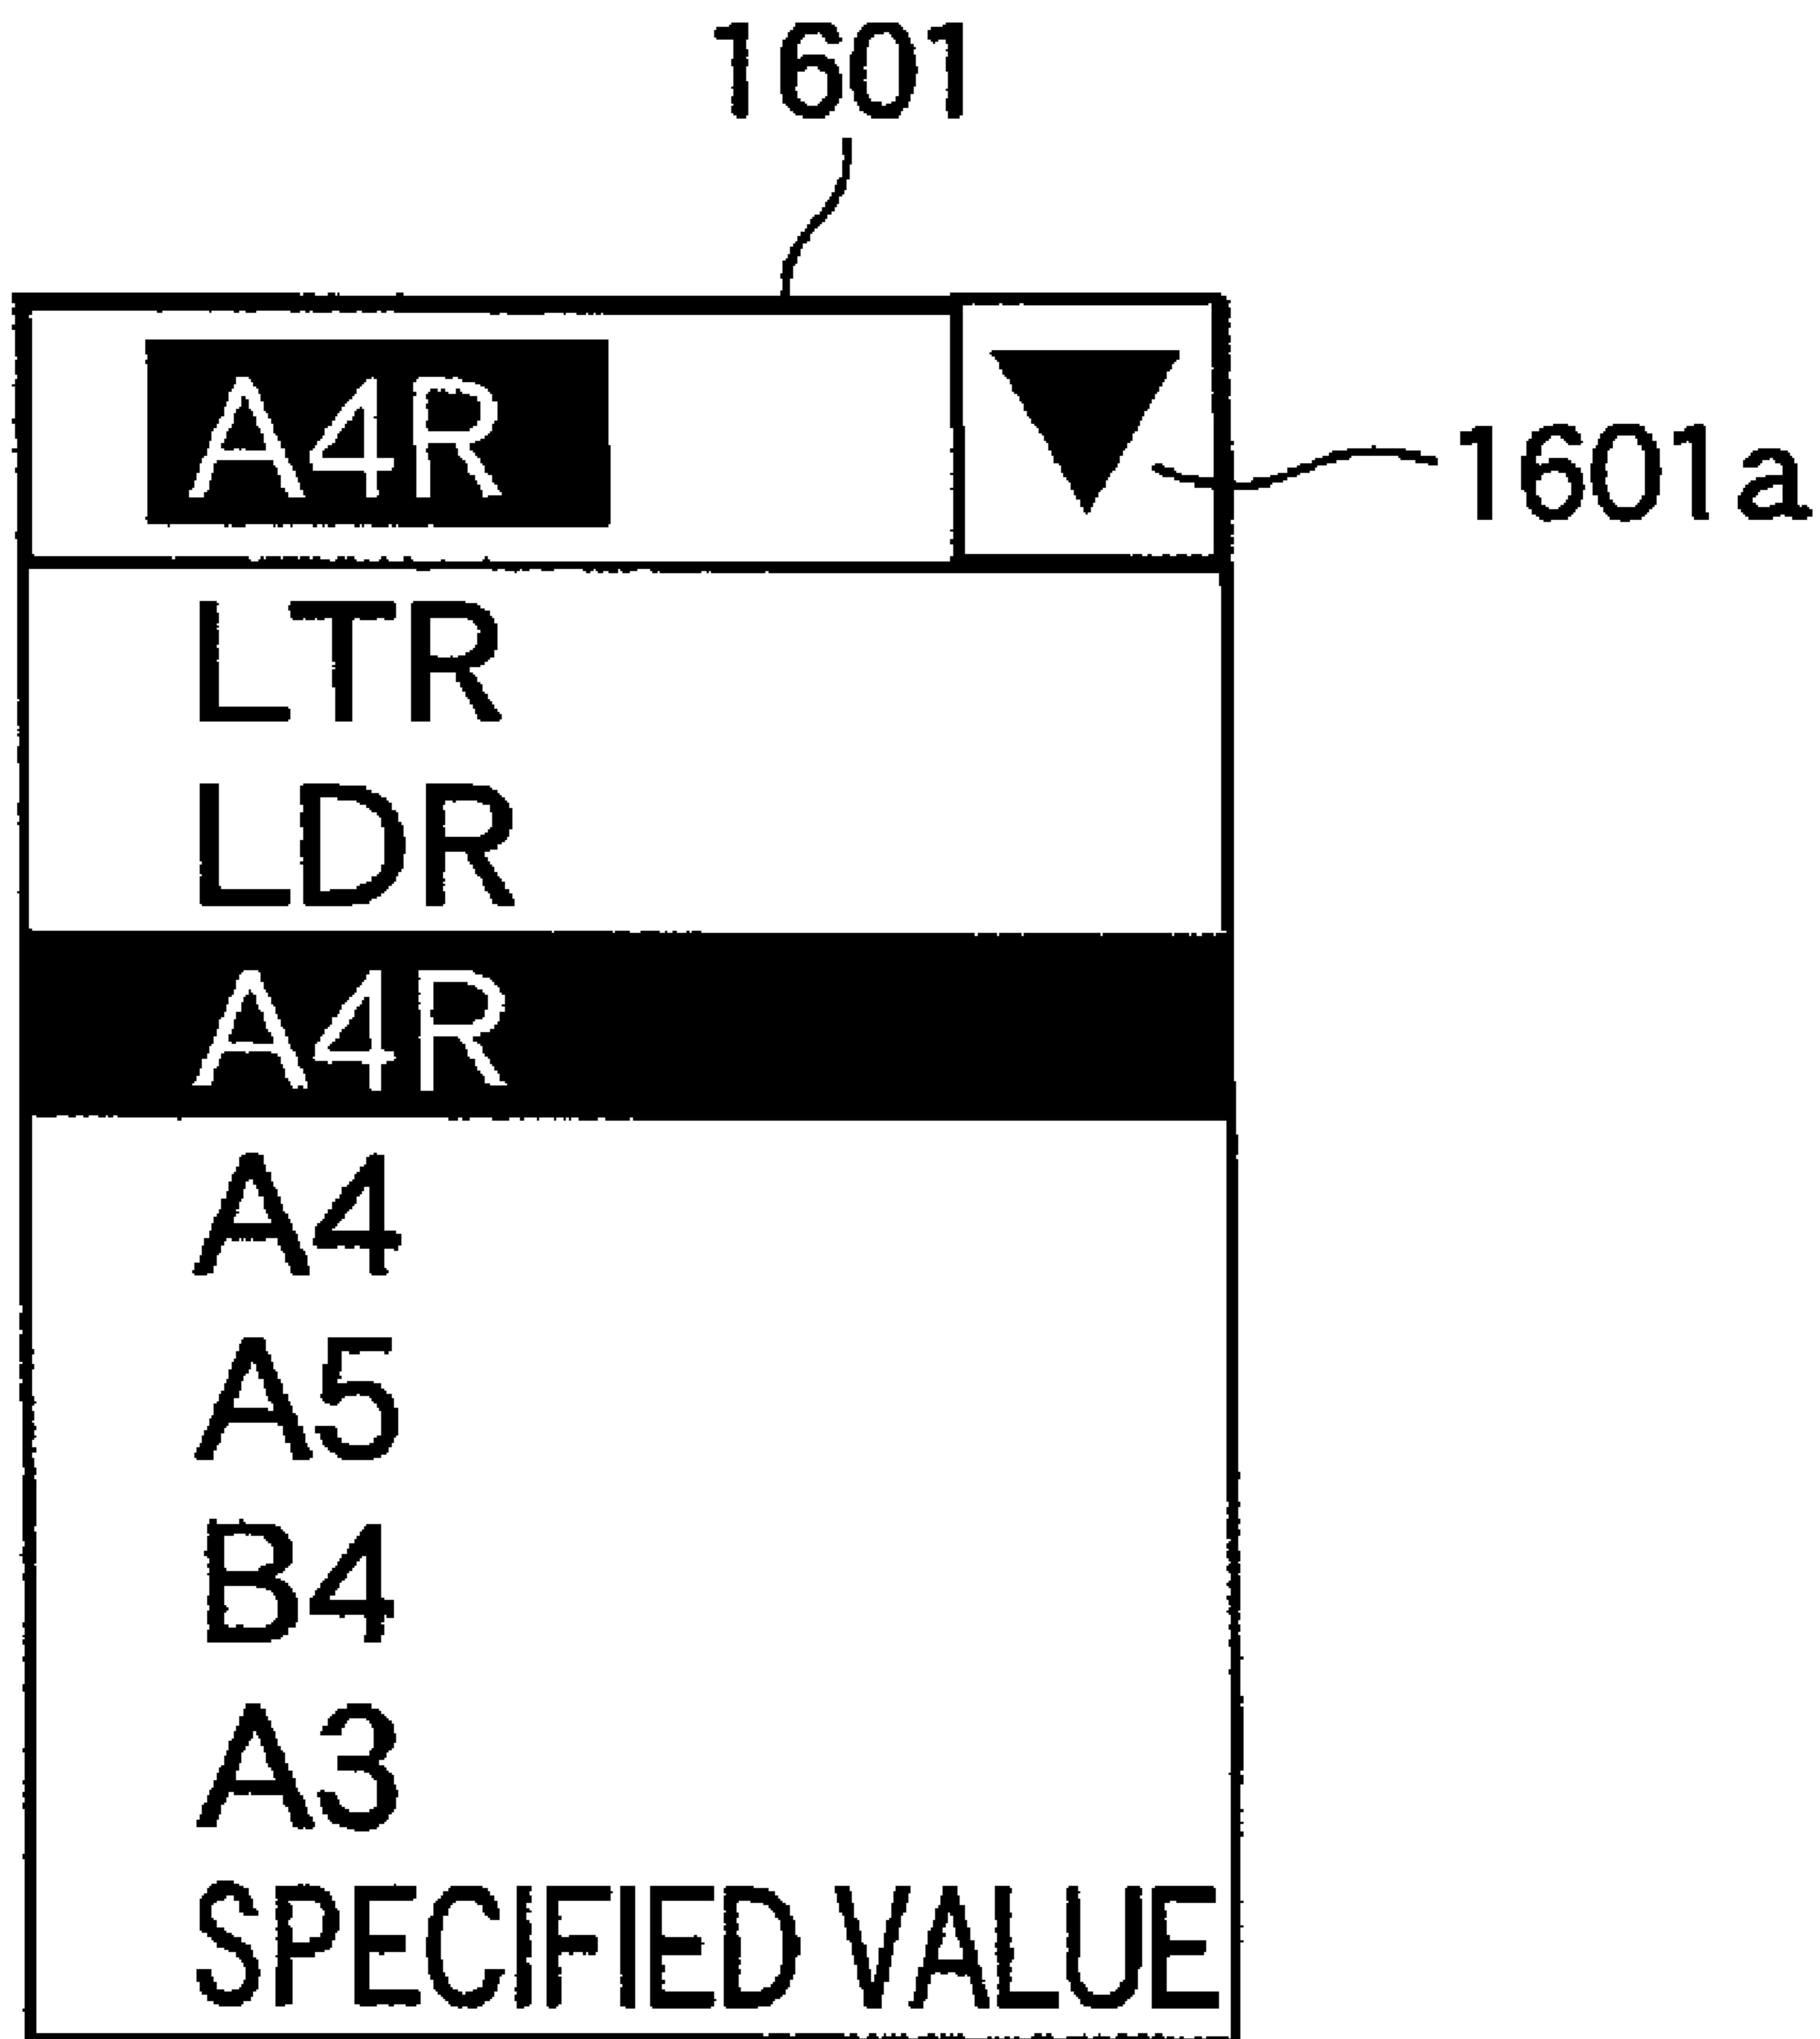 1601
A4R
1601a
LTR
LDR
A4R
A4
A5
B4
A3
SPECIFIED VALUE